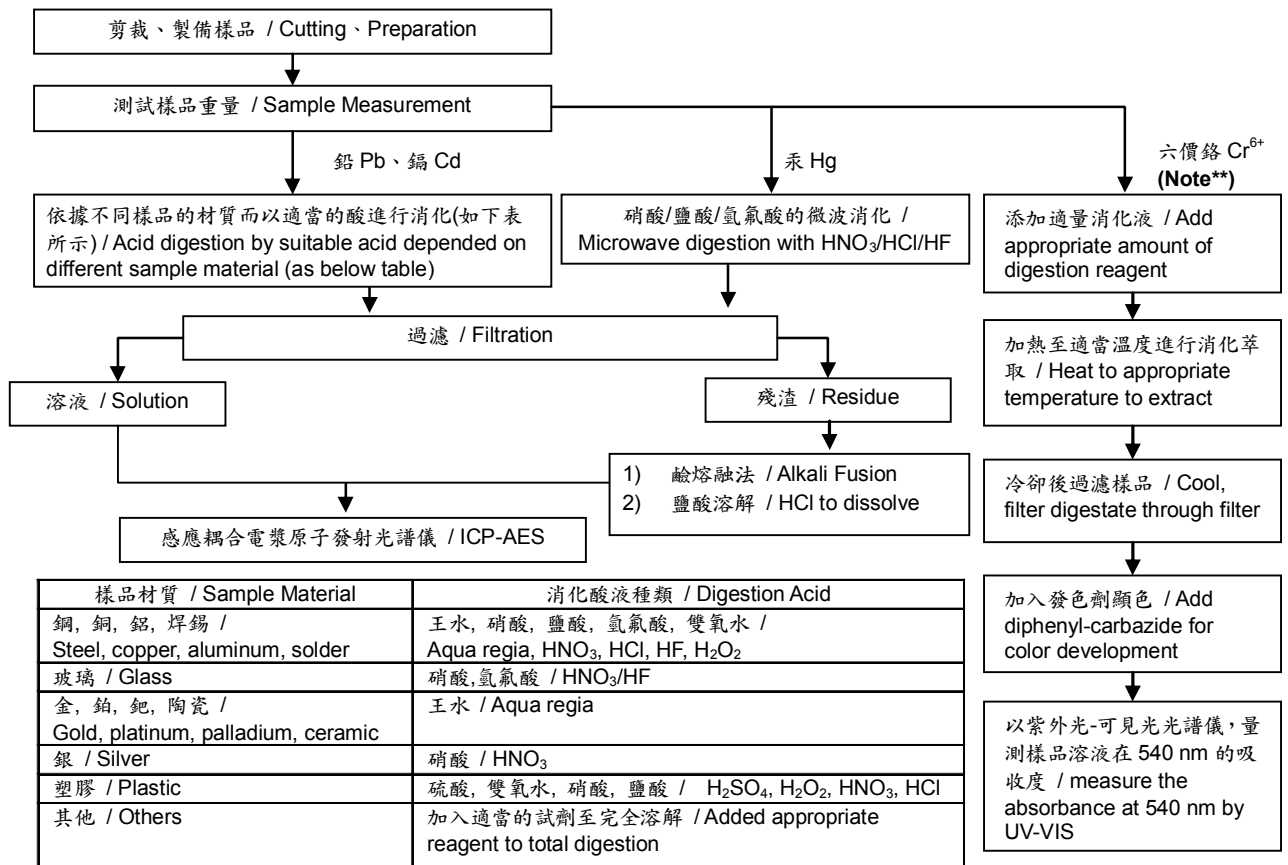 剪裁、製備樣品 / Cutting、Preparation
測試樣品重量 / Sample Measurement
鉛 Pb、鎘 Cd
汞 Hg
六價鉻 Cr6+
(Note**)
依據不同樣品的材質而以適當的酸進行消化(如下表
所示) / Acid digestion by suitable acid depended on
different sample material (as below table)
硝酸/鹽酸/氫氟酸的微波消化 /
Microwave digestion with HNO3/HCl/HF
添加適量消化液 / Add
appropriate amount of
digestion reagent
過濾 / Filtration
加熱至適當溫度進行消化萃
取 / Heat to appropriate
temperature to extract
溶液 / Solution
殘渣 / Residue
1) 鹼熔融法 / Alkali Fusion
2) 鹽酸溶解 / HCl to dissolve
冷卻後過濾樣品 / Cool,
filter digestate through filter
感應耦合電漿原子發射光譜儀 / ICP-AES
加入發色劑顯色 / Add
diphenyl-carbazide for
color development
以紫外光-可見光光譜儀,量
測樣品溶液在 540 nm 的吸
收度 / measure the
absorbance at 540 nm by
UV-VIS
樣品材質 / Sample Material
消化酸液種類 / Digestion Acid
鋼, 銅, 鋁, 焊錫 /
Steel, copper, aluminum, solder
王水, 硝酸, 鹽酸, 氫氟酸, 雙氧水 /
Aqua regia, HNO3, HCl, HF, H2O2
玻璃 / Glass
硝酸,氫氟酸 / HNO3/HF
金, 鉑, 鈀, 陶瓷 /
Gold, platinum, palladium, ceramic
王水 / Aqua regia
銀 / Silver
硝酸 / HNO3
塑膠 / Plastic
硫酸, 雙氧水, 硝酸, 鹽酸 / H2SO4, H2O2, HNO3, HCl
其他 / Others
加入適當的試劑至完全溶解 / Added appropriate
reagent to total digestion